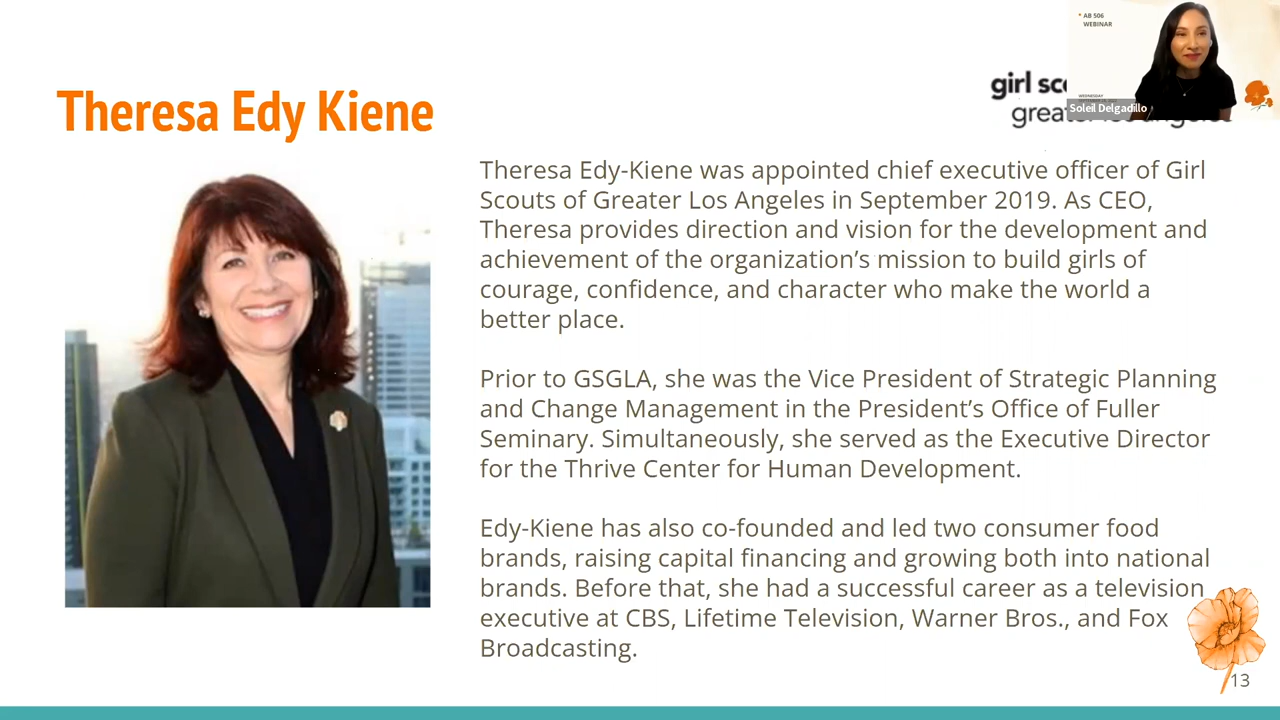 AB 506
WEBINAR
Soleil Delgadillo
girl
Theresa Edy Kiene
Theresa Edy-Kiene was appointed chief executive officer of Girl
Scouts of Greater Los Angeles in September 2019. As CEO,
Theresa provides direction and vision for the development and
achievement of the organization’s mission to build girls of
courage, confidence, and character who make the world a
better place.
Prior to GSGLA, she was the Vice President of Strategic Planning
and Change Management in the President’s Office of Fuller
Seminary. Simultaneously, she served as the Executive Director
for the Thrive Center for Human Development.
Edy-Kiene has also co-founded and led two consumer food
brands, raising capital financing and growing both into national
brands. Before that, she had a successful career as a television
executive at CBS, Lifetime Television, Warner Bros., and Fox
Broadcasting.
13